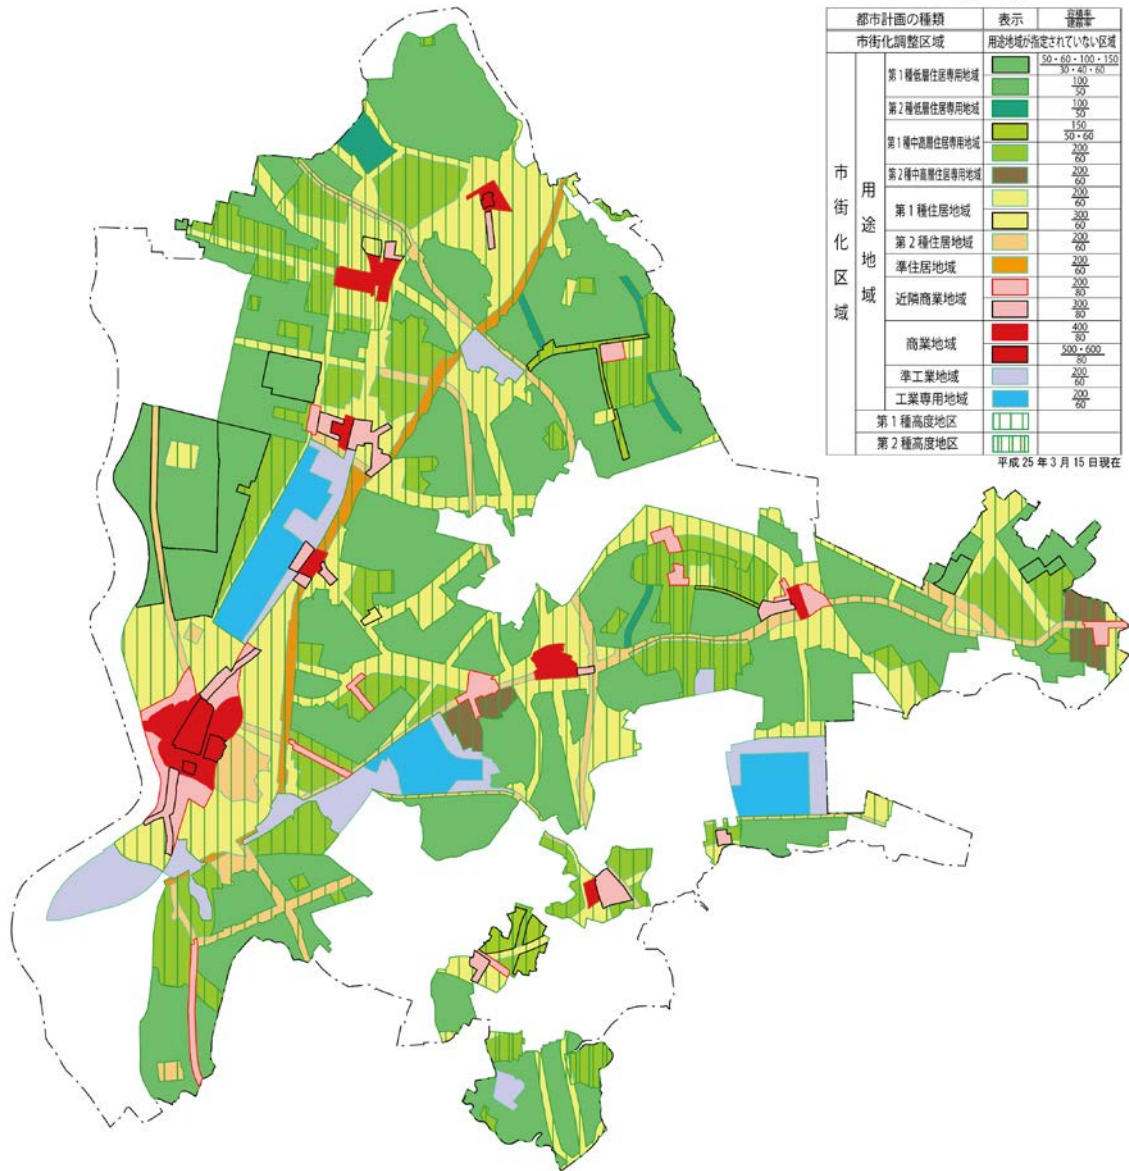 都市計画の種類 表示 容積率/建蔽率
市街化調整区域 用途地域が指定されていない区域
市街化区域
用途地域
第1種低層住居専用地域 50・60・100・150/30・40・60
100/50
第2種低層住居専用地域 100/50
第1種中高層住居専用地域 150/50・60
200/60
第2種中高層住居専用地域 200/60
第1種住居地域 200/60
300/60
第2種住居地域 200/60
準住居地域 200/60
近隣商業地域 200/80
300/80
商業地域 400/80
500・600/80
準工業地域 200/60
工業専用地域 200/60
第1種高度地区
第2種高度地区
平成25年3月15日現在